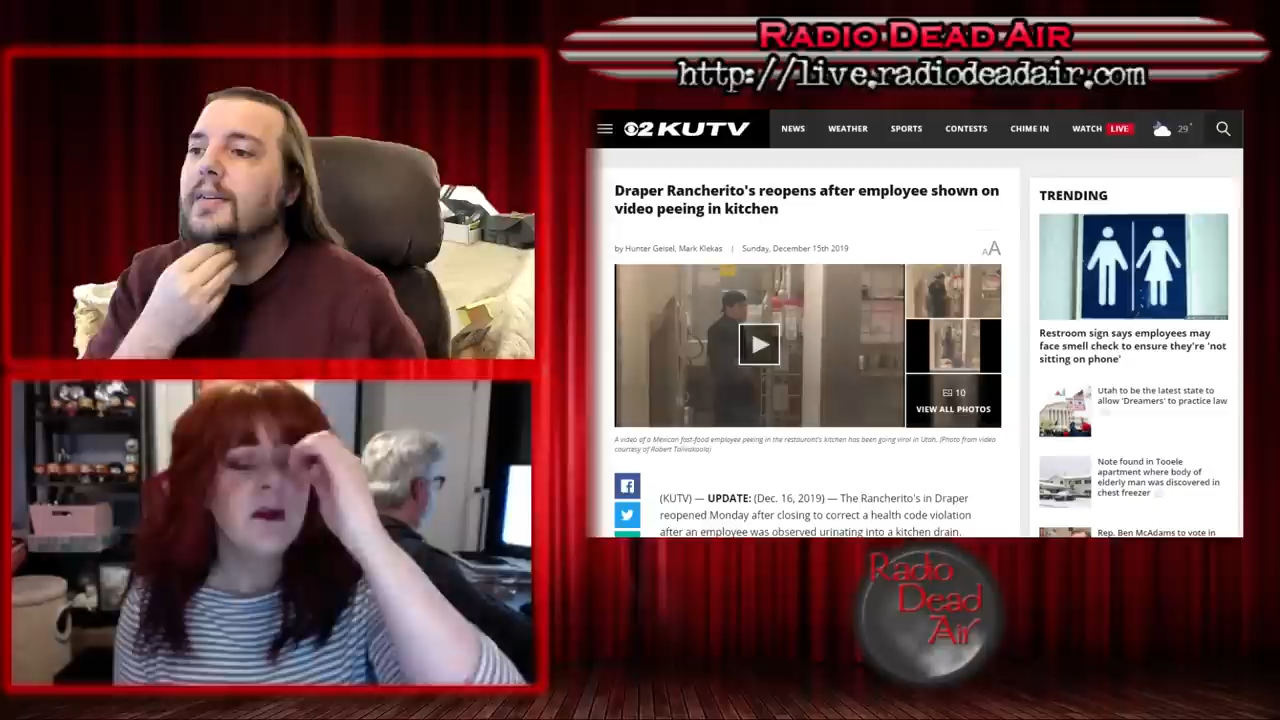 RADIO DEAD AIR
http://live.radiodeadair.com
2 KUTV
NEWS
WEATHER
SPORTS
CONTESTS
CHIME IN
WATCH LIVE
29°
Draper Rancherito's reopens after employee shown on
video peeing in kitchen
by Hunter Geisel, Mark Klekas | Sunday, December 15th 2019
AA
10
VIEW ALL PHOTOS
A video of a Mexican fast-food employee peeing in the restaurant's kitchen has been going viral in Utah. (Photo from video
courtesy of Robert
(KUTV) — UPDATE: (Dec. 16, 2019) — The Rancherito's in Draper
reopened Monday after closing to correct a health code violation
after an employee was observed urinating into a kitchen drain.
TRENDING
Restroom sign says employees may
face smell check to ensure they're 'not
sitting on phone'
Utah to be the latest state to
allow 'Dreamers' to practice law
Note found in Tooele
apartment where body of
elderly man was discovered in
chest freezer
Rep. Ben McAdams to vote in
Radio
Dead
Air